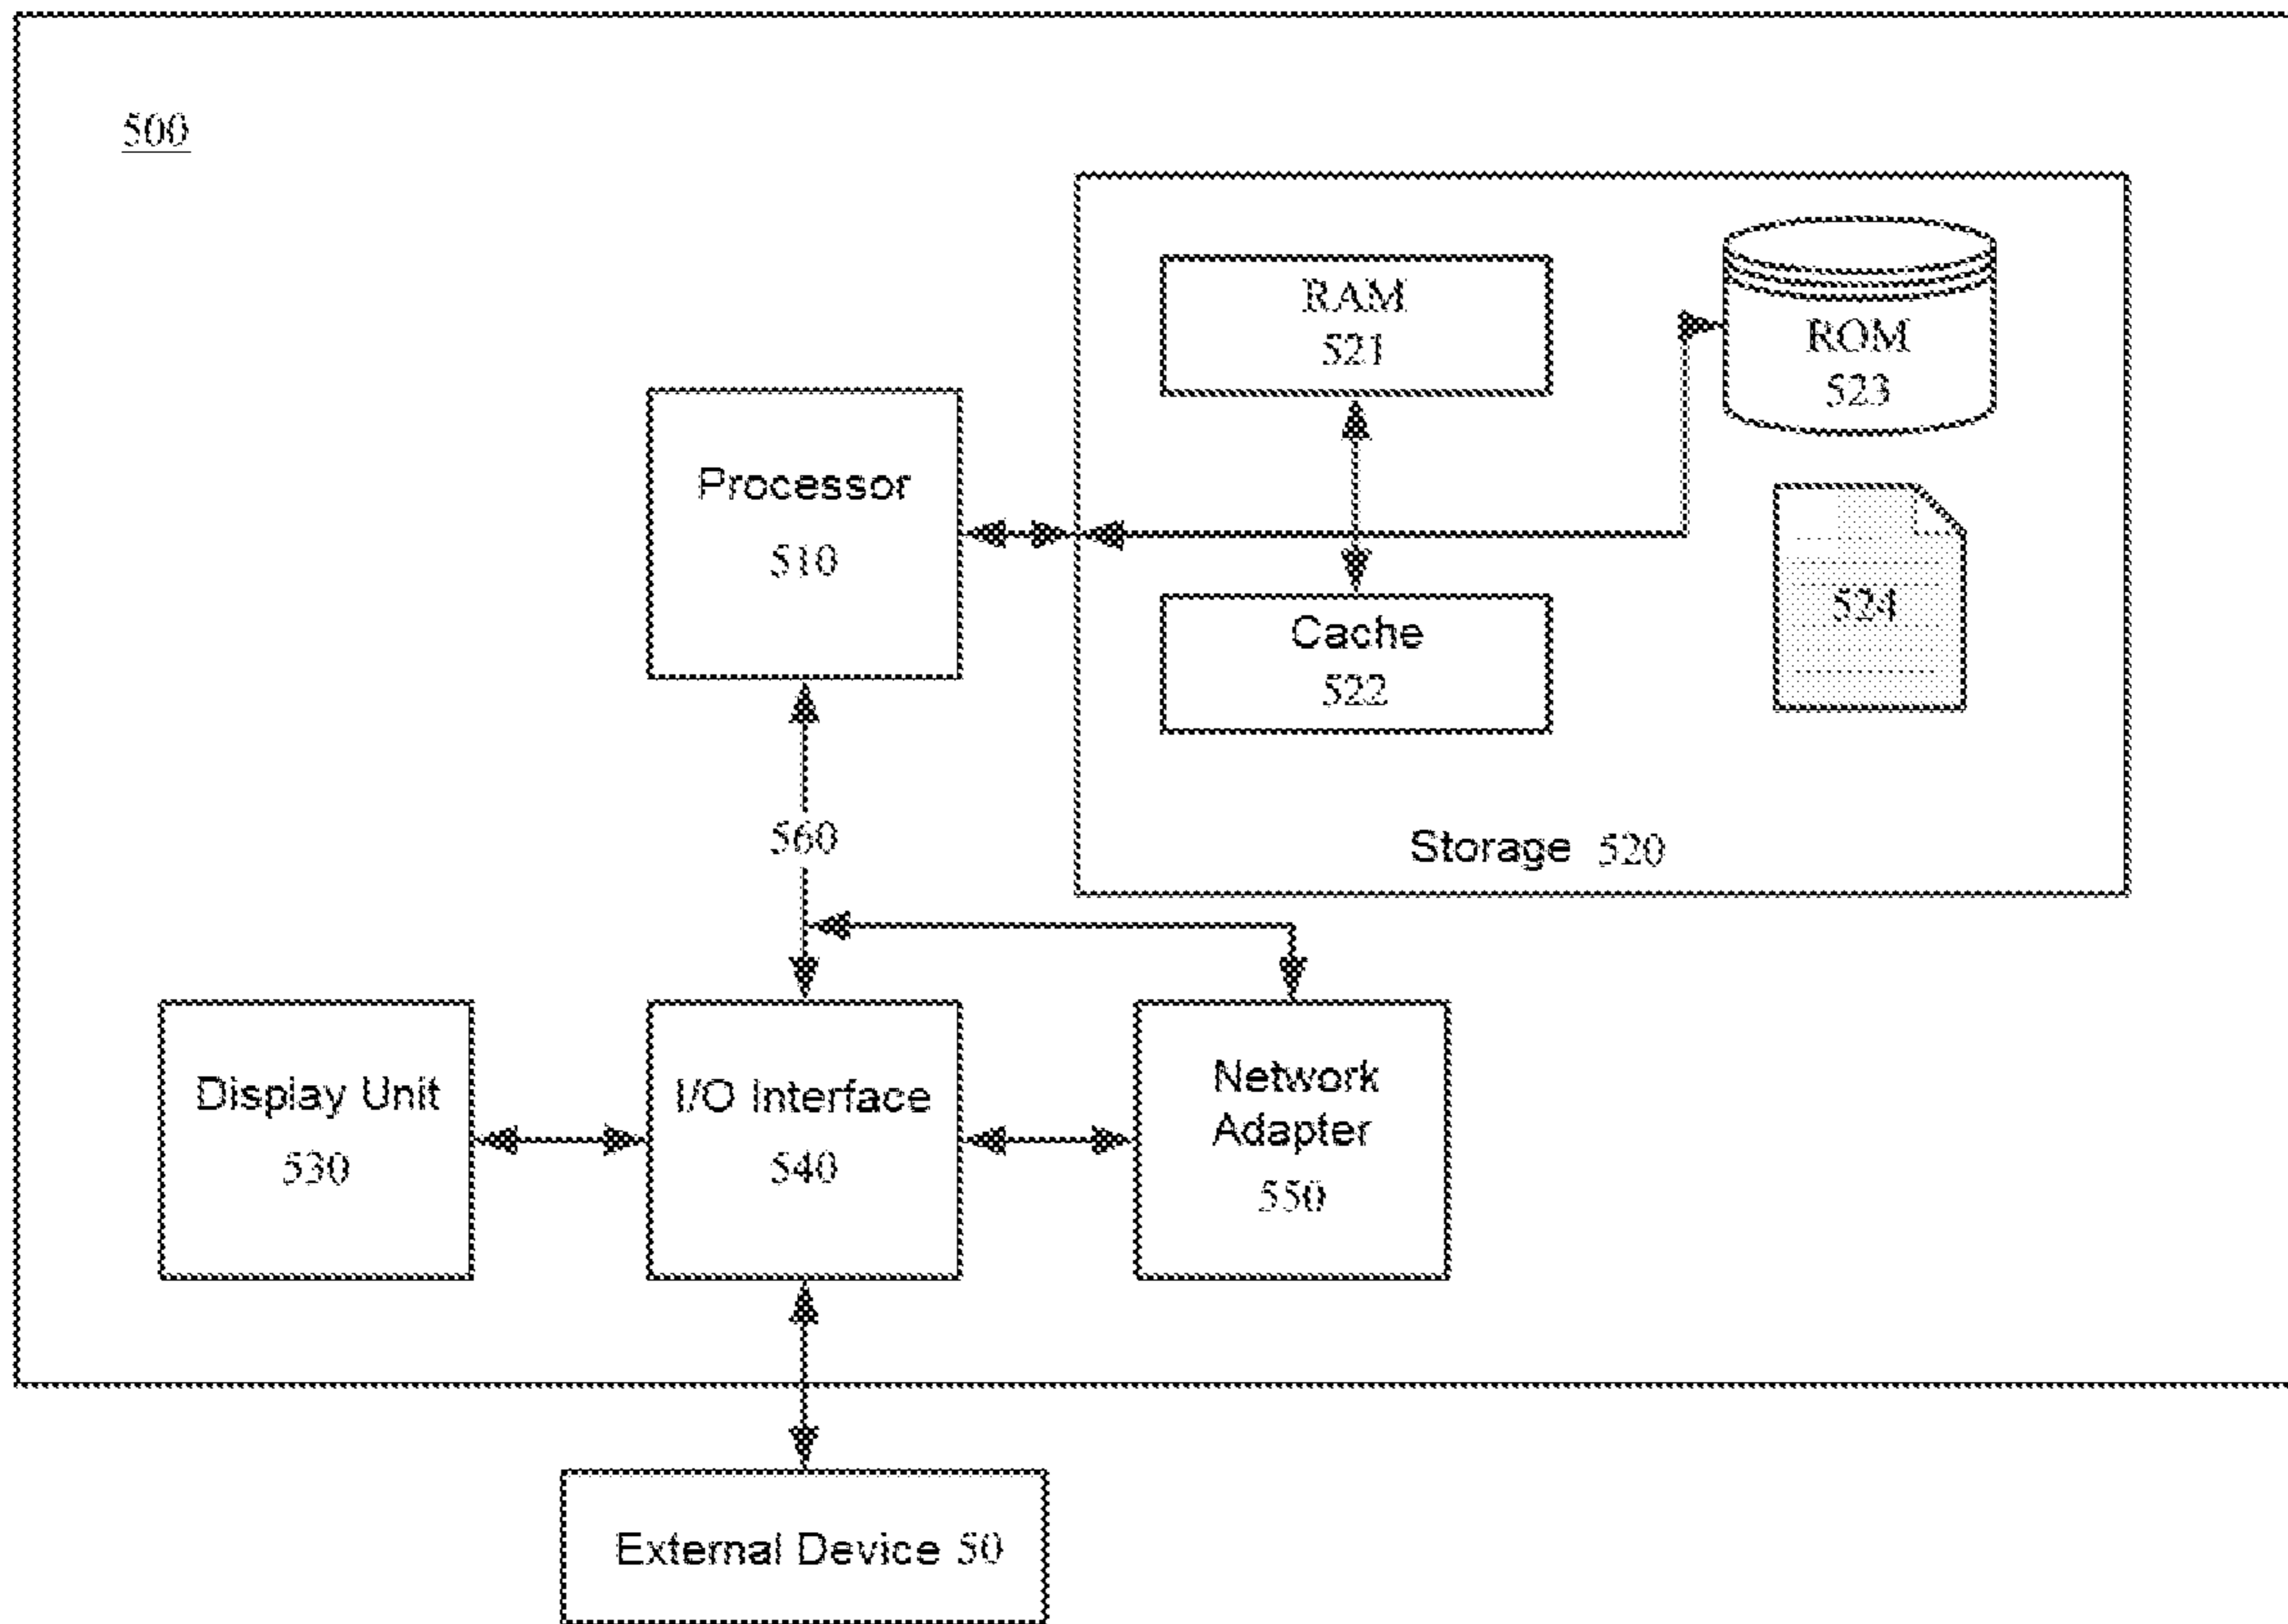 500
RAM
521
ROM
523
Processor
510
524
Cache
522
560
Storage 520
Display Unit
530
I/O Interface
540
Network
Adapter
550
External Device 50